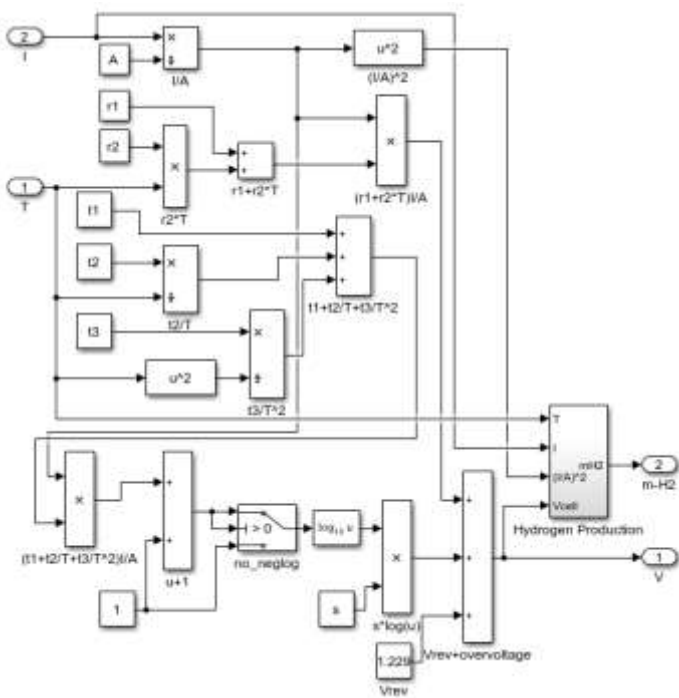 2
I
A
×
÷
I/A
u^2
(I/A)^2
r1
r2
×
r2*T
+
+
r1+r2*T
×
(r1+r2*T)I/A
1
T
t1
t2
×
÷
t2/T
+
+
+
t1+t2/T+t3/T^2
t3
u^2
×
÷
t3/T^2
T
I
(I/A)^2
Vcell
mH2
Hydrogen Production
2
m-H2
×
(t1+t2/T+t3/T^2)I/A
+
+
u+1
1
> 0
no_neglog
log₁₀ u
s
×
s*log(u)
+
+
+
Vrev+overvoltage
1.229
Vrev
1
V